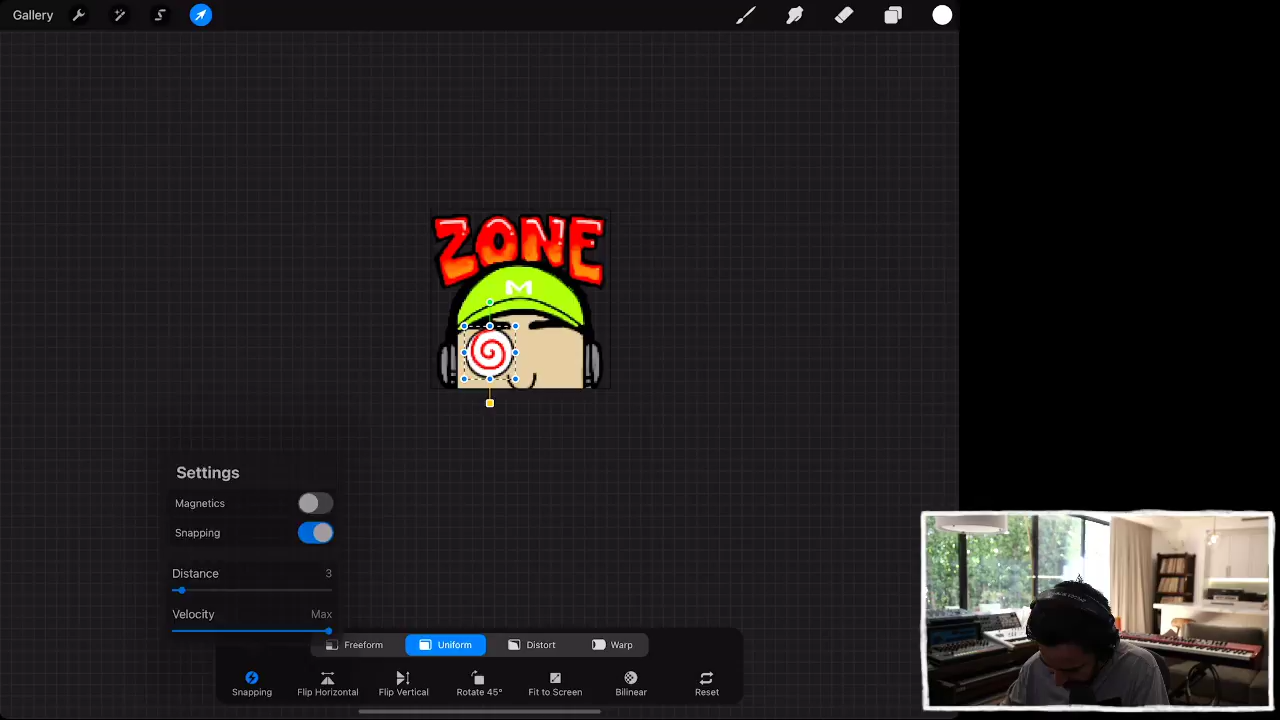 Gallery
ZONE
M
Settings
Magnetics
Snapping
Distance 3
Velocity Max
Freeform Uniform Distort Warp
Snapping Flip Horizontal Flip Vertical Rotate 45° Fit to Screen Bilinear Reset